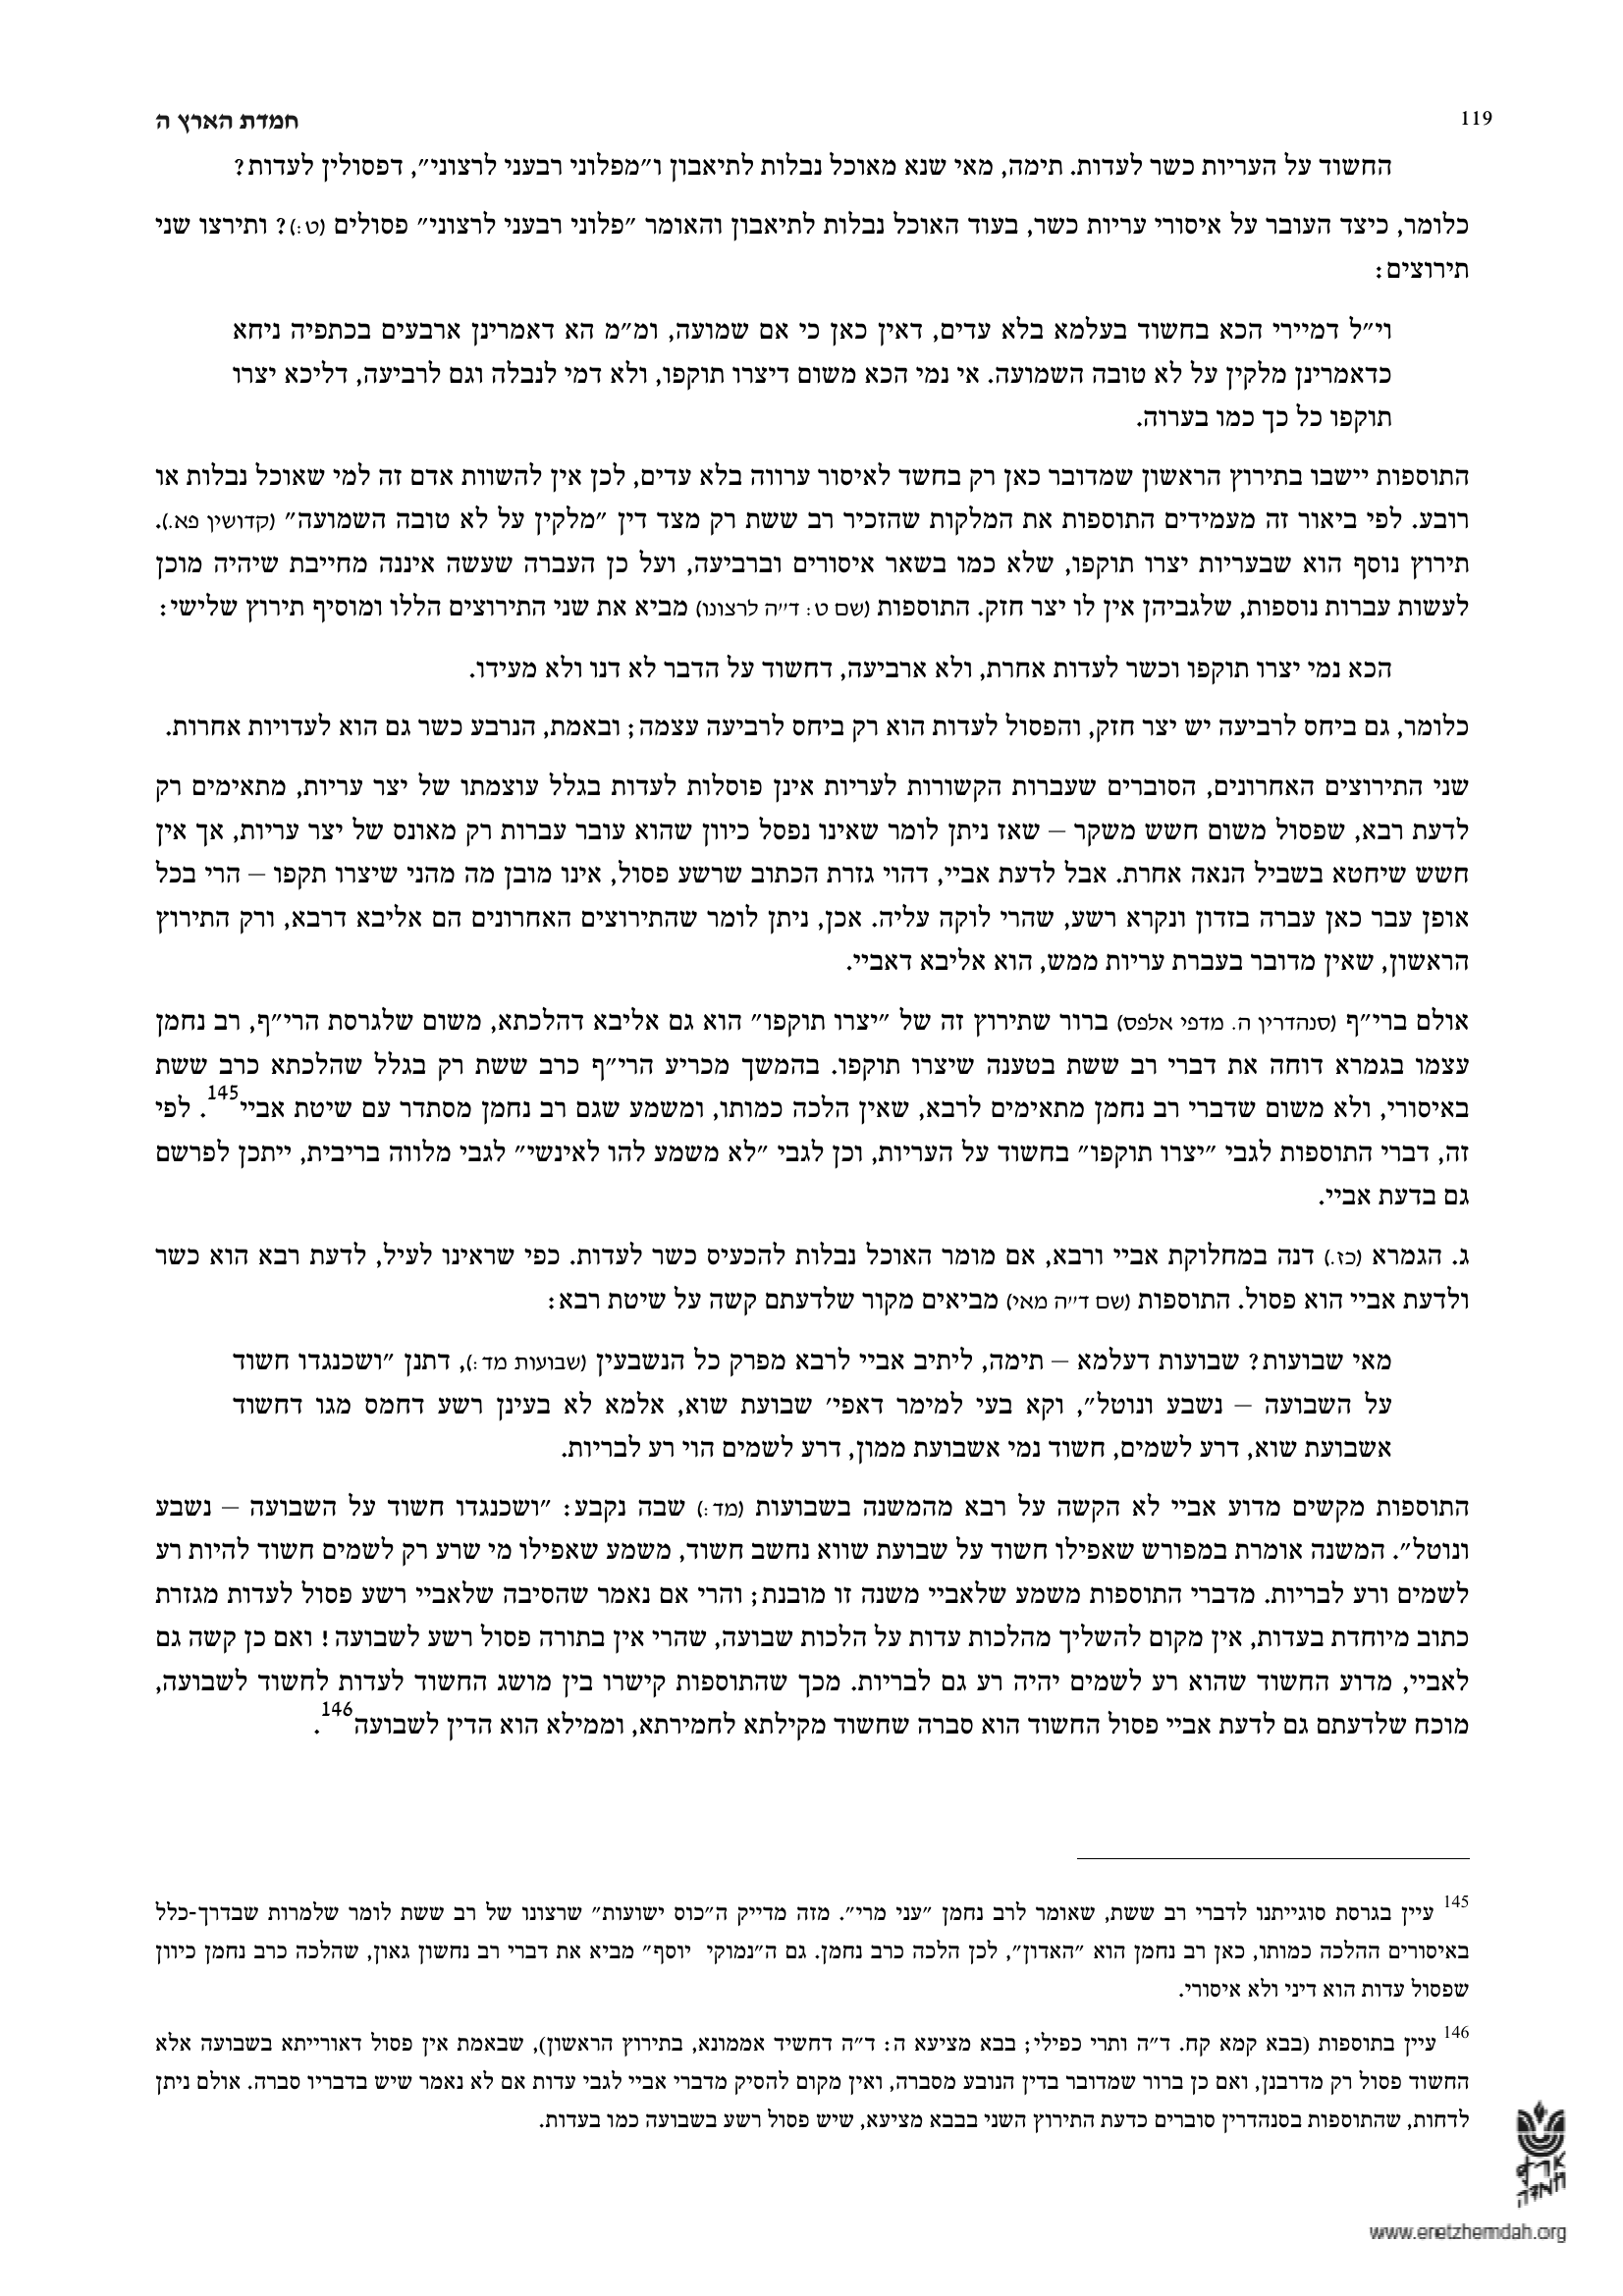 119
חמדת הארץ ה
החשוד על העריות כשר לעדות. תימה, מאי שנא מאוכל נבלות לתיאבון ו״מפלוני רבעני לרצוני״, דפסולין לעדות?
כלומר, כיצד העובר על איסורי עריות כשר, בעוד האוכל נבלות לתיאבון והאומר ״פלוני רבעני לרצוני״ פסולים (ט:)? ותירצו שני
תירוצים:
וי״ל דמיירי הכא בחשוד בעלמא בלא עדים, דאין כאן כי אם שמועה, ומ״מ הא דאמרינן ארבעים בכתפיה ניחא
כדאמרינן מלקין על לא טובה השמועה. אי נמי הכא משום דיצרו תוקפו, ולא דמי לנבלה וגם לרביעה, דליכא יצרו
תוקפו כל כך כמו בערוה.
התוספות יישבו בתירוץ הראשון שמדובר כאן רק בחשד לאיסור ערווה בלא עדים, לכן אין להשוות אדם זה למי שאוכל נבלות או
רובע. לפי ביאור זה מעמידים התוספות את המלקות שהזכיר רב ששת רק מצד דין ״מלקין על לא טובה השמועה״ (קדושין פא.).
תירוץ נוסף הוא שבעריות יצרו תוקפו, שלא כמו בשאר איסורים וברביעה, ועל כן העברה שעשה איננה מחייבת שיהיה מוכן
לעשות עברות נוספות, שלגביהן אין לו יצר חזק. התוספות (שם ט: ד״ה לרצונו) מביא את שני התירוצים הללו ומוסיף תירוץ שלישי:
הכא נמי יצרו תוקפו וכשר לעדות אחרת, ולא ארביעה, דחשוד על הדבר לא דנו ולא מעידו.
כלומר, גם ביחס לרביעה יש יצר חזק, והפסול לעדות הוא רק ביחס לרביעה עצמה; ובאמת, הנרבע כשר גם הוא לעדויות אחרות.
שני התירוצים האחרונים, הסוברים שעברות הקשורות לעריות אינן פוסלות לעדות בגלל עוצמתו של יצר עריות, מתאימים רק
לדעת רבא, שפסול משום חשש משקר – שאז ניתן לומר שאינו נפסל כיוון שהוא עובר עברות רק מאונס של יצר עריות, אך אין
חשש שיחטא בשביל הנאה אחרת. אבל לדעת אביי, דהוי גזרת הכתוב שרשע פסול, אינו מובן מה מהני שיצרו תקפו – הרי בכל
אופן עבר כאן עברה בזדון ונקרא רשע, שהרי לוקה עליה. אכן, ניתן לומר שהתירוצים האחרונים הם אליבא דרבא, ורק התירוץ
הראשון, שאין מדובר בעברת עריות ממש, הוא אליבא דאביי.
אולם ברי״ף (סנהדרין ה. מדפי אלפס) ברור שתירוץ זה של ״יצרו תוקפו״ הוא גם אליבא דהלכתא, משום שלגרסת הרי״ף, רב נחמן
עצמו בגמרא דוחה את דברי רב ששת בטענה שיצרו תוקפו. בהמשך מכריע הרי״ף כרב ששת רק בגלל שהלכתא כרב ששת
באיסורי, ולא משום שדברי רב נחמן מתאימים לרבא, שאין הלכה כמותו, ומשמע שגם רב נחמן מסתדר עם שיטת אביי145. לפי
זה, דברי התוספות לגבי ״יצרו תוקפו״ בחשוד על העריות, וכן לגבי ״לא משמע להו לאינשי״ לגבי מלווה בריבית, ייתכן לפרשם
גם בדעת אביי.
ג. הגמרא (כז.) דנה במחלוקת אביי ורבא, אם מומר האוכל נבלות להכעיס כשר לעדות. כפי שראינו לעיל, לדעת רבא הוא כשר
ולדעת אביי הוא פסול. התוספות (שם ד״ה מאי) מביאים מקור שלדעתם קשה על שיטת רבא:
מאי שבועות? שבועות דעלמא – תימה, ליתיב אביי לרבא מפרק כל הנשבעין (שבועות מד:), דתנן ״ושכנגדו חשוד
על השבועה – נשבע ונוטל״, וקא בעי למימר דאפי׳ שבועת שוא, אלמא לא בעינן רשע דחמס מגו דחשוד
אשבועת שוא, דרע לשמים, חשוד נמי אשבועת ממון, דרע לשמים הוי רע לבריות.
התוספות מקשים מדוע אביי לא הקשה על רבא מהמשנה בשבועות (מד:) שבה נקבע: ״ושכנגדו חשוד על השבועה – נשבע
ונוטל״. המשנה אומרת במפורש שאפילו חשוד על שבועת שווא נחשב חשוד, משמע שאפילו מי שרע רק לשמים חשוד להיות רע
לשמים ורע לבריות. מדברי התוספות משמע שלאביי משנה זו מובנת; והרי אם נאמר שהסיבה שלאביי רשע פסול לעדות מגזרת
כתוב מיוחדת בעדות, אין מקום להשליך מהלכות עדות על הלכות שבועה, שהרי אין בתורה פסול רשע לשבועה! ואם כן קשה גם
לאביי, מדוע החשוד שהוא רע לשמים יהיה רע גם לבריות. מכך שהתוספות קישרו בין מושג החשוד לעדות לחשוד לשבועה,
מוכח שלדעתם גם לדעת אביי פסול החשוד הוא סברה שחשוד מקילתא לחמירתא, וממילא הוא הדין לשבועה146.
145 עיין בגרסת סוגייתנו לדברי רב ששת, שאומר לרב נחמן ״עני מרי״. מזה מדייק ה״כוס ישועות״ שרצונו של רב ששת לומר שלמרות שבדרך-כלל
באיסורים ההלכה כמותו, כאן רב נחמן הוא ״האדון״, לכן הלכה כרב נחמן. גם ה״נמוקי יוסף״ מביא את דברי רב נחשון גאון, שהלכה כרב נחמן כיוון
שפסול עדות הוא דיני ולא איסורי.
146 עיין בתוספות (בבא קמא קח. ד״ה ותרי כפילי; בבא מציעא ה: ד״ה דחשיד אממונא, בתירוץ הראשון), שבאמת אין פסול דאורייתא בשבועה אלא
החשוד פסול רק מדרבנן, ואם כן ברור שמדובר בדין הנובע מסברה, ואין מקום להסיק מדברי אביי לגבי עדות אם לא נאמר שיש בדבריו סברה. אולם ניתן
לדחות, שהתוספות בסנהדרין סוברים כדעת התירוץ השני בבבא מציעא, שיש פסול רשע בשבועה כמו בעדות.
ארץ
חמדה
www.eretzhemdah.org